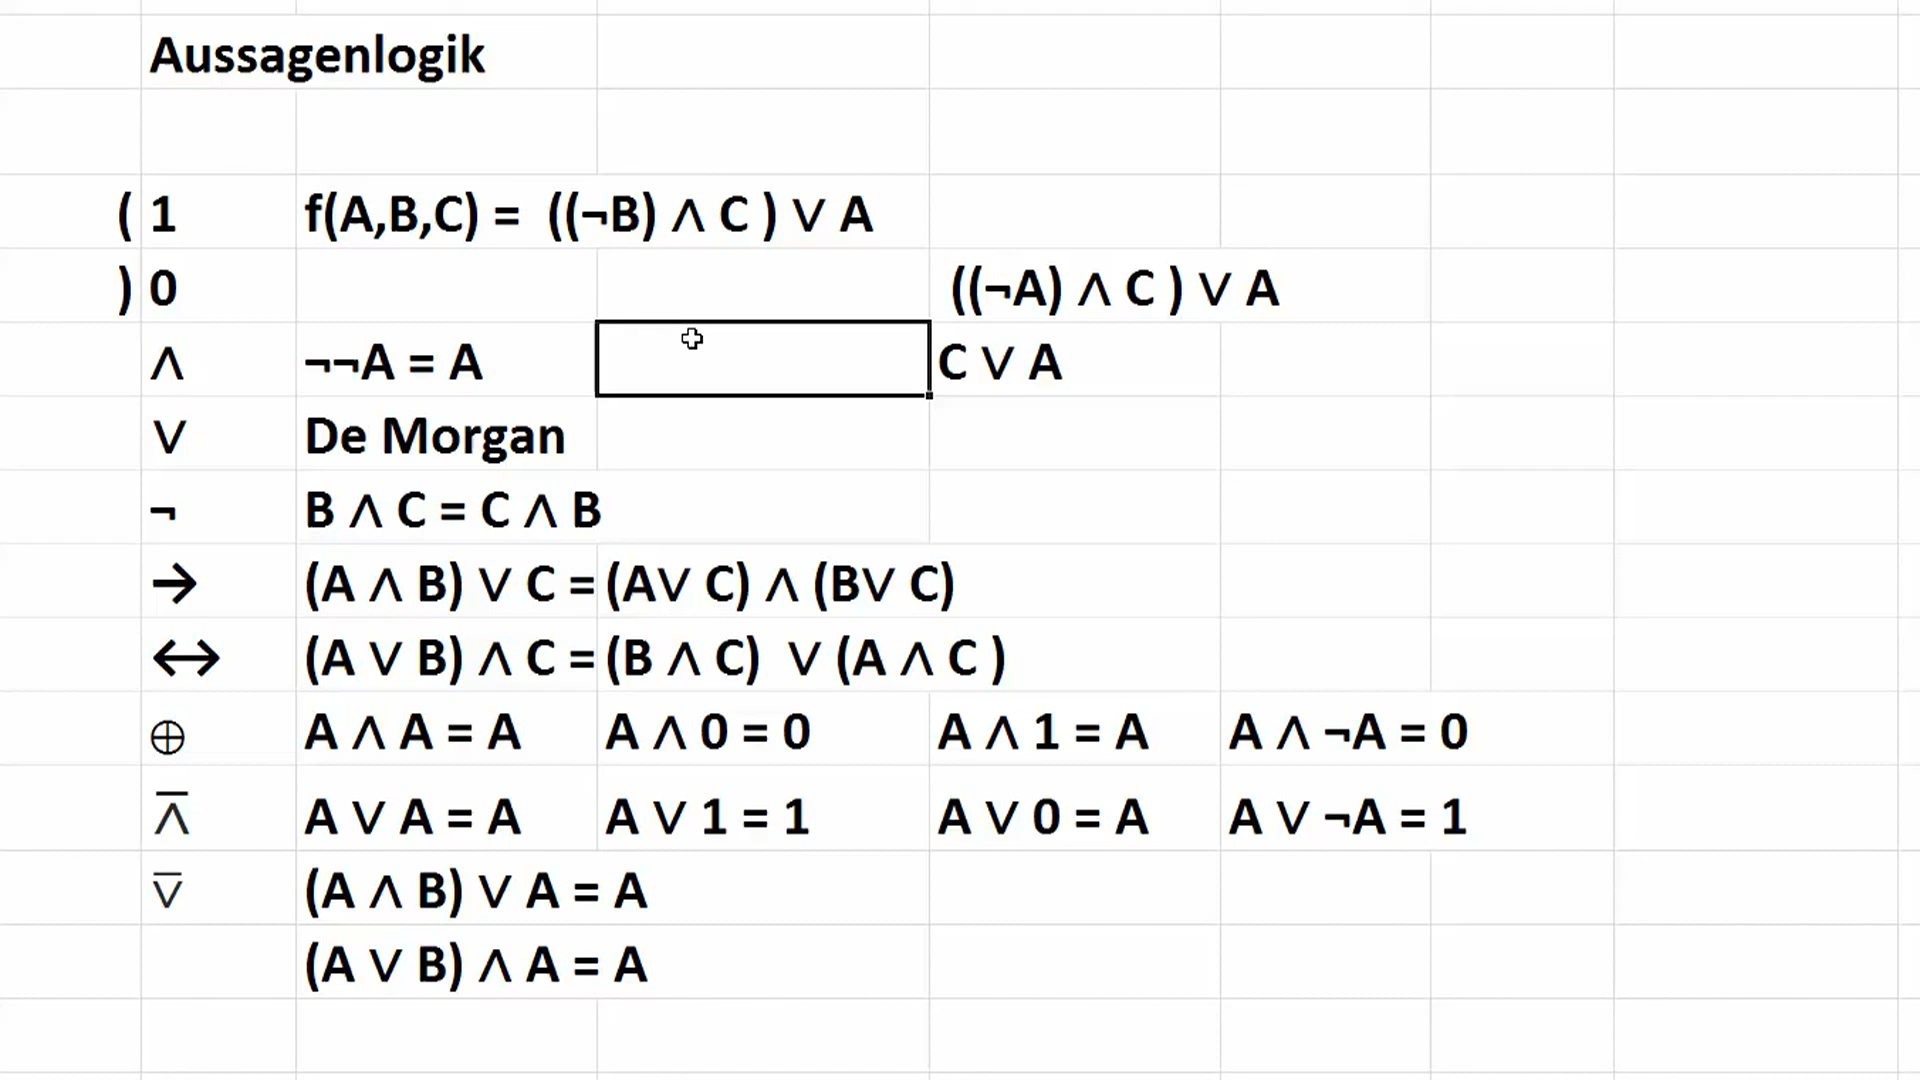 Aussagenlogik
( 1 f(A,B,C) = ((¬B) ∧ C ) ∨ A
) 0 ((¬A) ∧ C ) ∨ A
∧ ¬¬A = A C ∨ A
∨ De Morgan
¬ B ∧ C = C ∧ B
→ (A ∧ B) ∨ C = (A∨ C) ∧ (B∨ C)
↔ (A ∨ B) ∧ C = (B ∧ C) ∨ (A ∧ C )
⊕ A ∧ A = A A ∧ 0 = 0 A ∧ 1 = A A ∧ ¬A = 0
⊼ A ∨ A = A A ∨ 1 = 1 A ∨ 0 = A A ∨ ¬A = 1
⊽ (A ∧ B) ∨ A = A
(A ∨ B) ∧ A = A